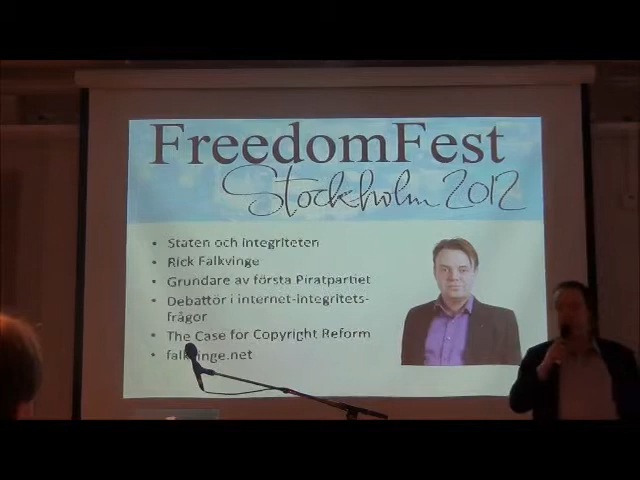 FreedomFest
Stockholm 2012
• Staten och integriteten
• Rick Falkvinge
• Grundare av första Piratpartiet
• Debattör i internet-integritets-
frågor
• The Case for Copyright Reform
• falkvinge.net